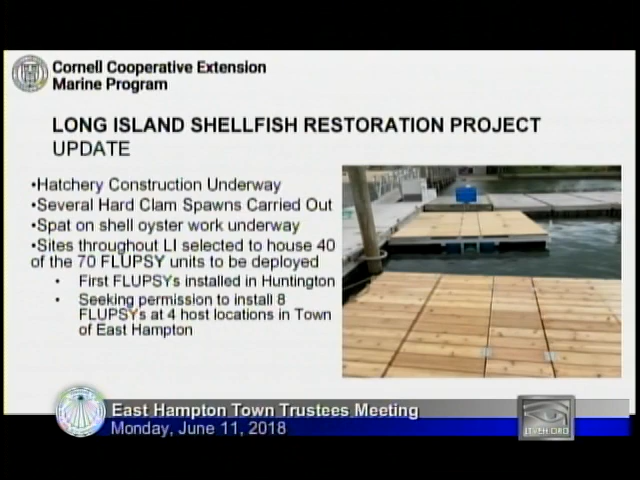 Cornell Cooperative Extension
Marine Program
LONG ISLAND SHELLFISH RESTORATION PROJECT
UPDATE
•Hatchery Construction Underway
•Several Hard Clam Spawns Carried Out
•Spat on shell oyster work underway
•Sites throughout LI selected to house 40
of the 70 FLUPSY units to be deployed
• First FLUPSYs installed in Huntington
• Seeking permission to install 8
FLUPSYs at 4 host locations in Town
of East Hampton
East Hampton Town Trustees Meeting
Monday, June 11, 2018